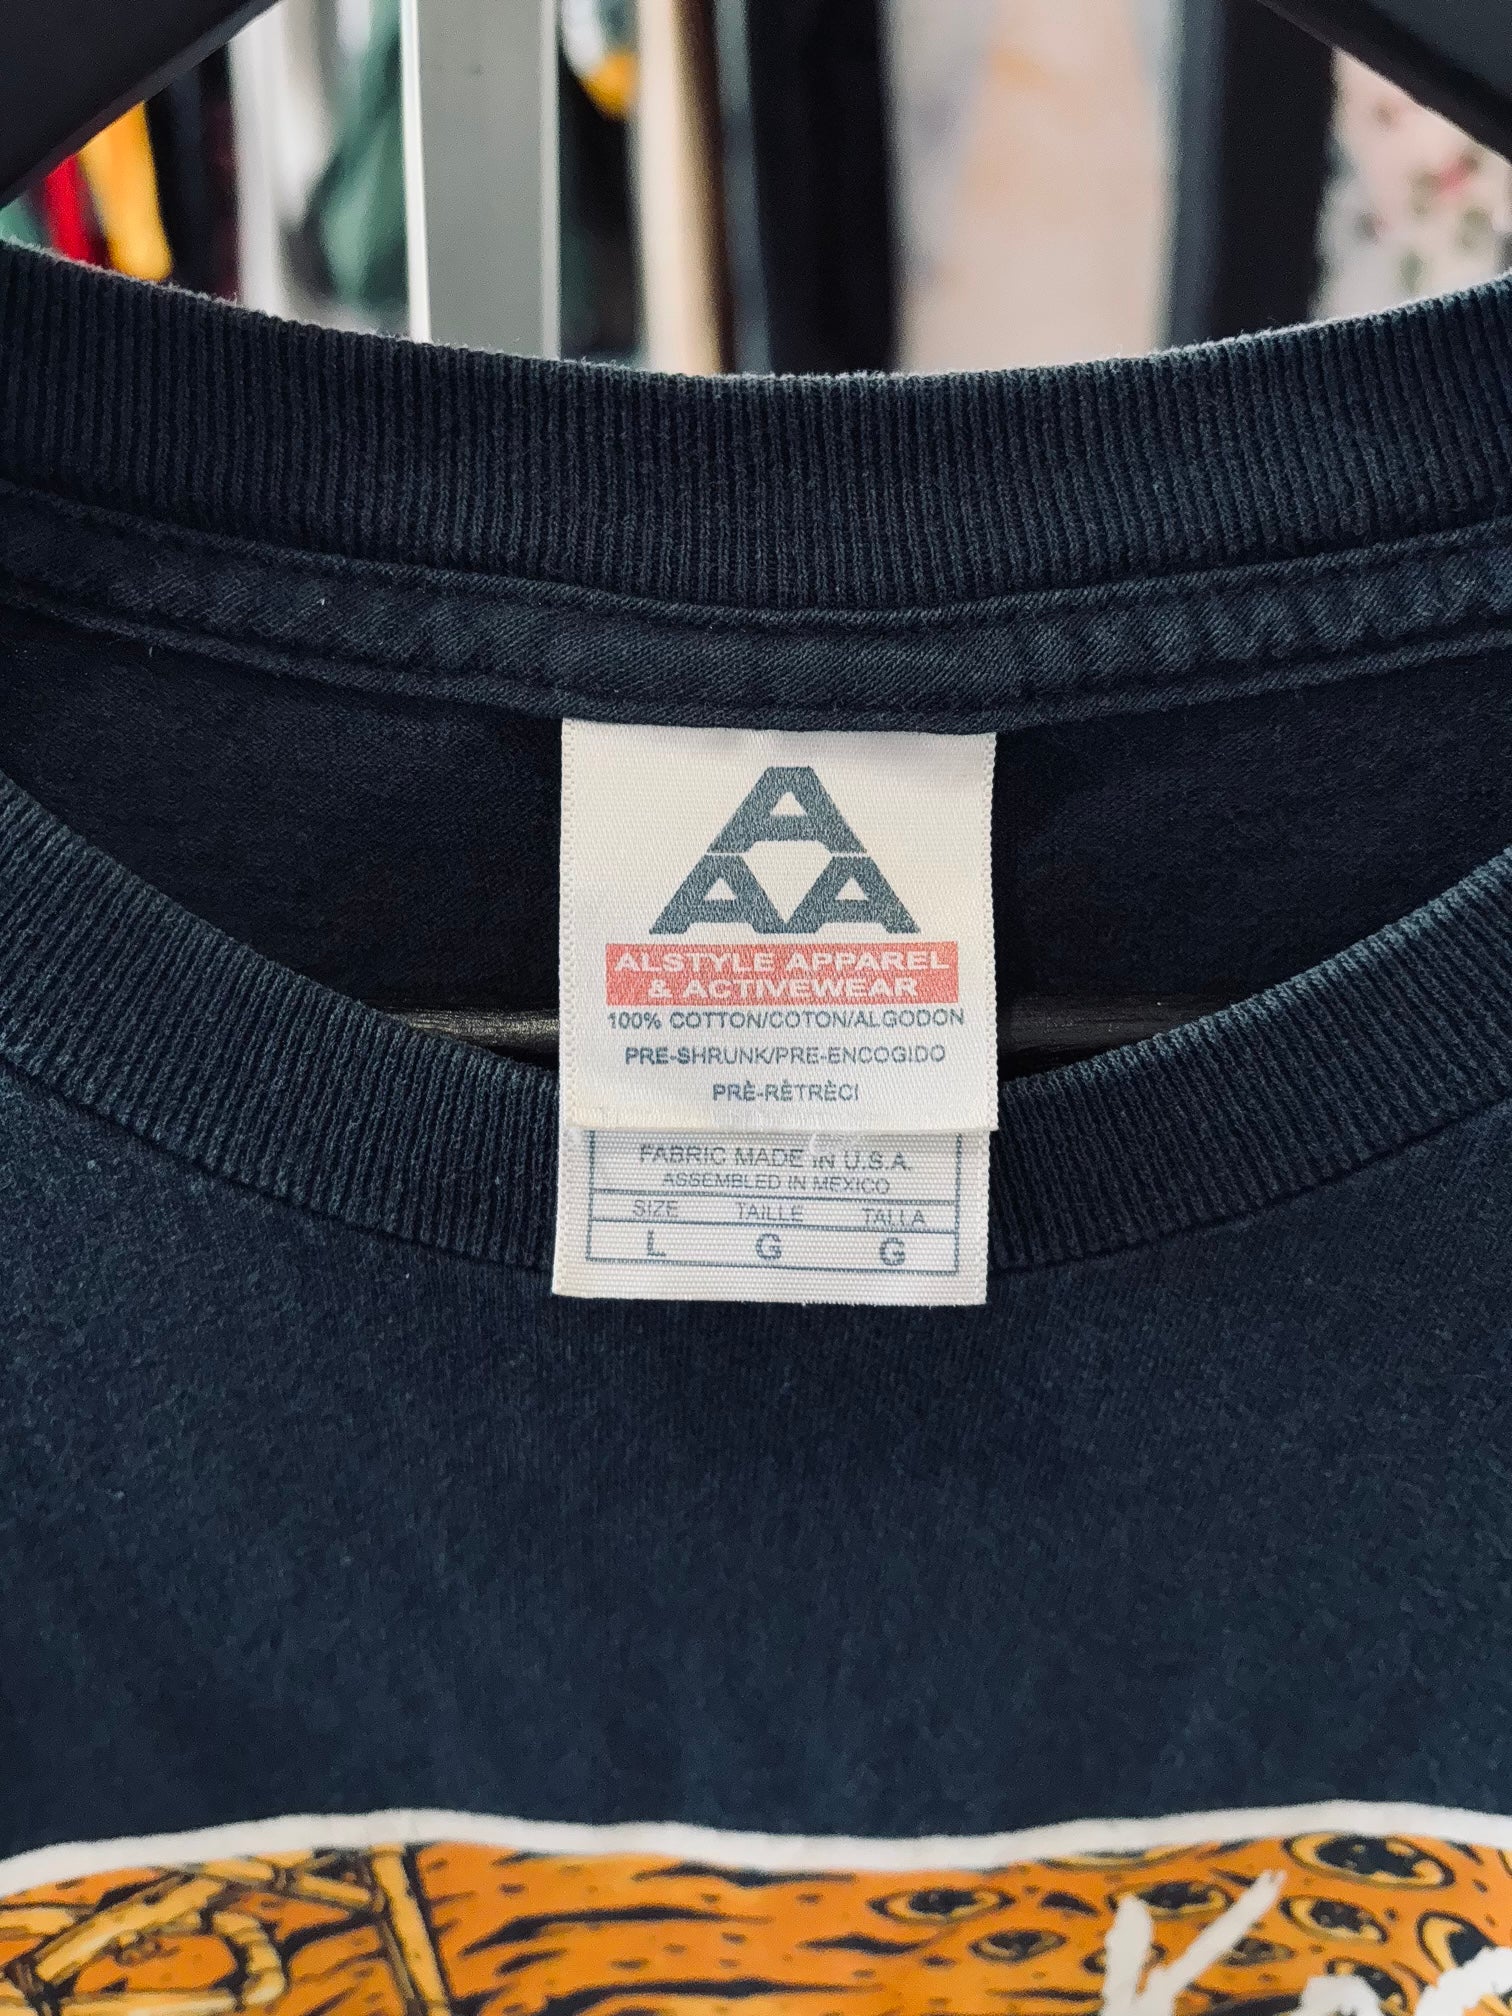 A
A A
ALSTYLE APPAREL
& ACTIVEWEAR
100% COTTON/COTON/ALGODON
PRE-SHRUNK/PRE-ENCOGIDO
PRÈ-RÈTRÈCI
FABRIC MADE IN U.S.A.
ASSEMBLED IN MEXICO
SIZE TAILLE TALLA
L G G